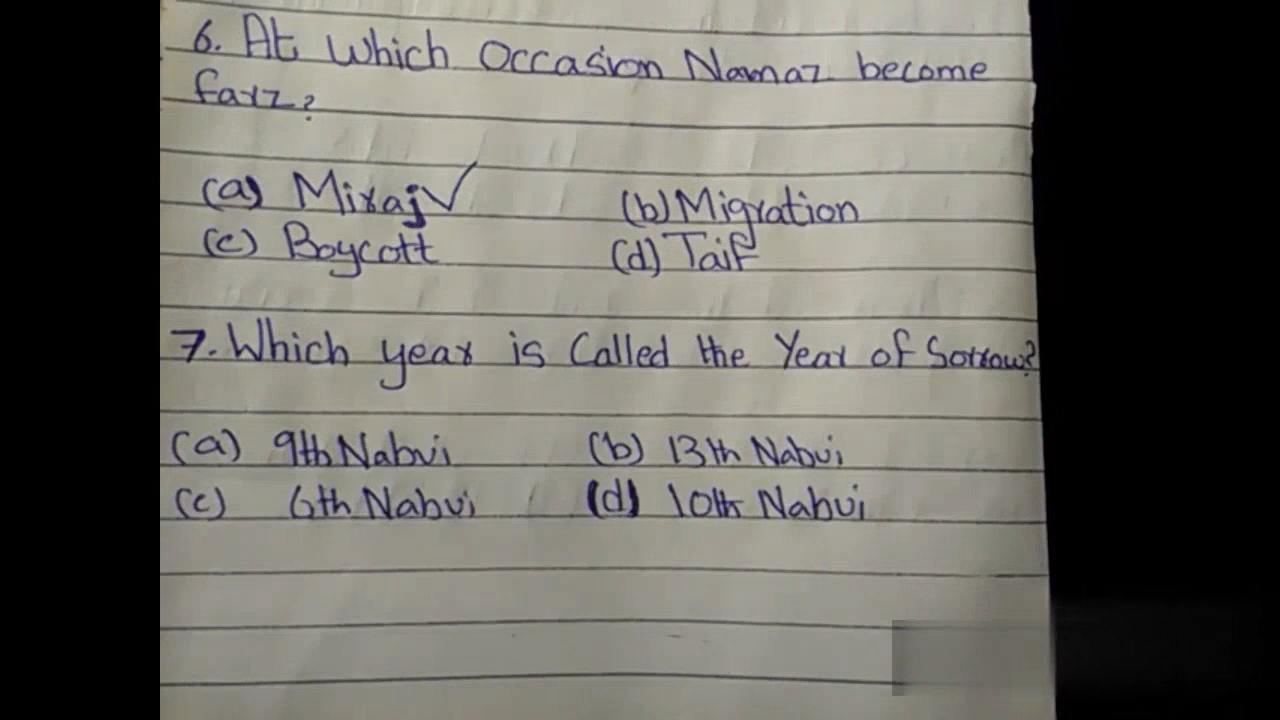 6. At Which Occasion Namaz become
farz?
(a) Miraj✓ (b) Migration
(c) Boycott (d) Taif
7. Which year is Called the Year of Sorrow?
(a) 9th Nabvi (b) 13th Nabvi
(c) 6th Nabvi (d) 10th Nabvi